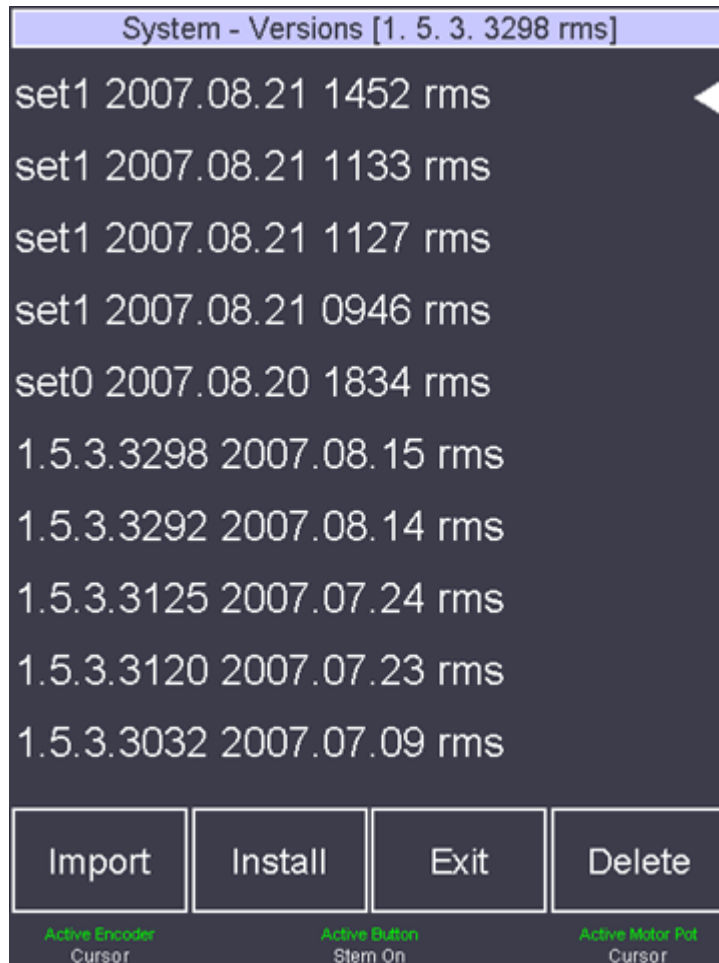 System - Versions [1. 5. 3. 3298 rms]
set1 2007.08.21 1452 rms
set1 2007.08.21 1133 rms
set1 2007.08.21 1127 rms
set1 2007.08.21 0946 rms
set0 2007.08.20 1834 rms
1.5.3.3298 2007.08.15 rms
1.5.3.3292 2007.08.14 rms
1.5.3.3125 2007.07.24 rms
1.5.3.3120 2007.07.23 rms
1.5.3.3032 2007.07.09 rms
Import Install Exit Delete
Active Encoder Active Button Active Motor Pot
Cursor Stem On Cursor